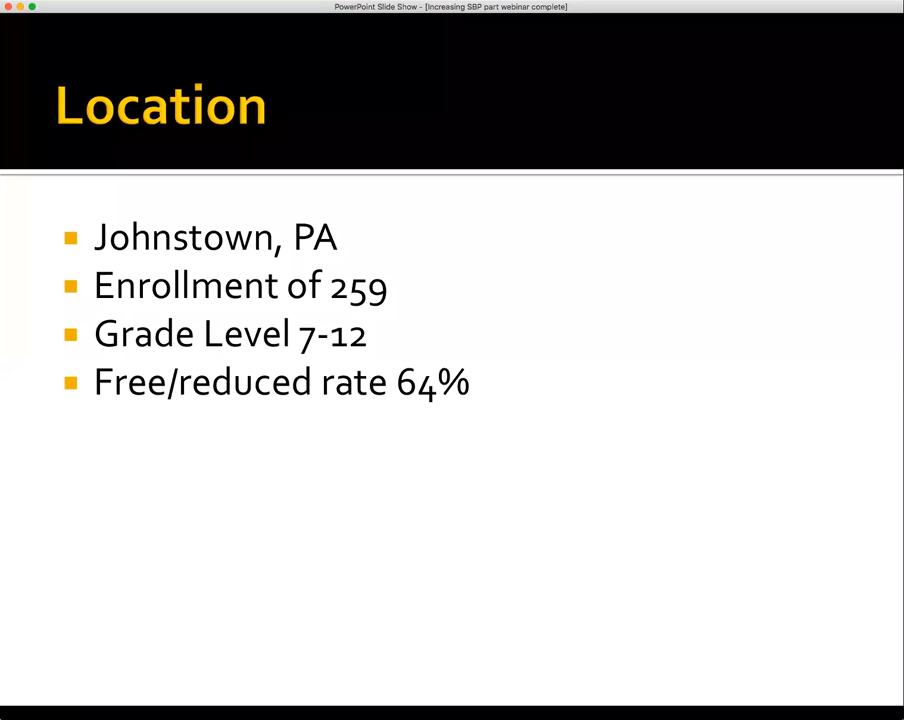 PowerPoint Slide Show - [Increasing SBP part webinar complete]
Location
Johnstown, PA
Enrollment of 259
Grade Level 7-12
Free/reduced rate 64%